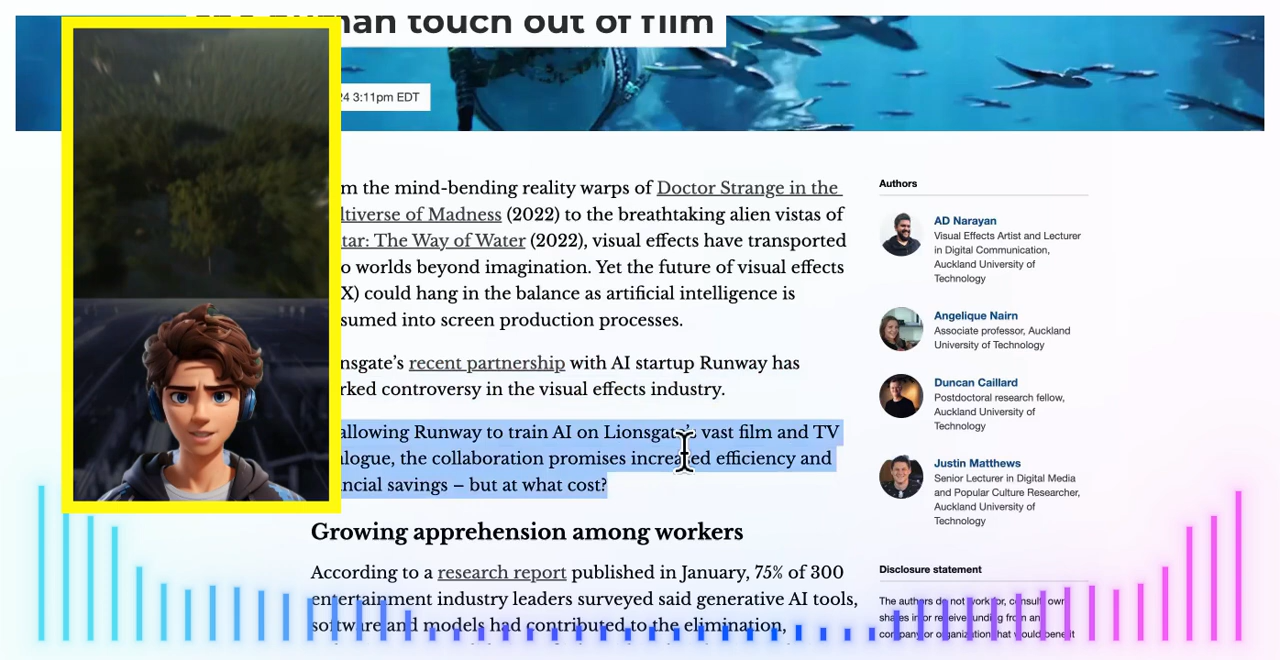 human touch out of film
24 3:11pm EDT
m the mind-bending reality warps of Doctor Strange in the
ltiverse of Madness (2022) to the breathtaking alien vistas of
tar: The Way of Water (2022), visual effects have transported
o worlds beyond imagination. Yet the future of visual effects
X) could hang in the balance as artificial intelligence is
sumed into screen production processes.
nsgate’s recent partnership with AI startup Runway has
rked controversy in the visual effects industry.
allowing Runway to train AI on Lionsgate’s vast film and TV
alogue, the collaboration promises increased efficiency and
ncial savings – but at what cost?
Growing apprehension among workers
According to a research report published in January, 75% of 300
entertainment industry leaders surveyed said generative AI tools,
software and models had contributed to the elimination,
Authors
AD Narayan
Visual Effects Artist and Lecturer
in Digital Communication,
Auckland University of
Technology
Angelique Nairn
Associate professor, Auckland
University of Technology
Duncan Caillard
Postdoctoral research fellow,
Auckland University of
Technology
Justin Matthews
Senior Lecturer in Digital Media
and Popular Culture Researcher,
Auckland University of
Technology
Disclosure statement
The authors do not work for, consult, own
shares in or receive funding from any
company or organization that would benefit